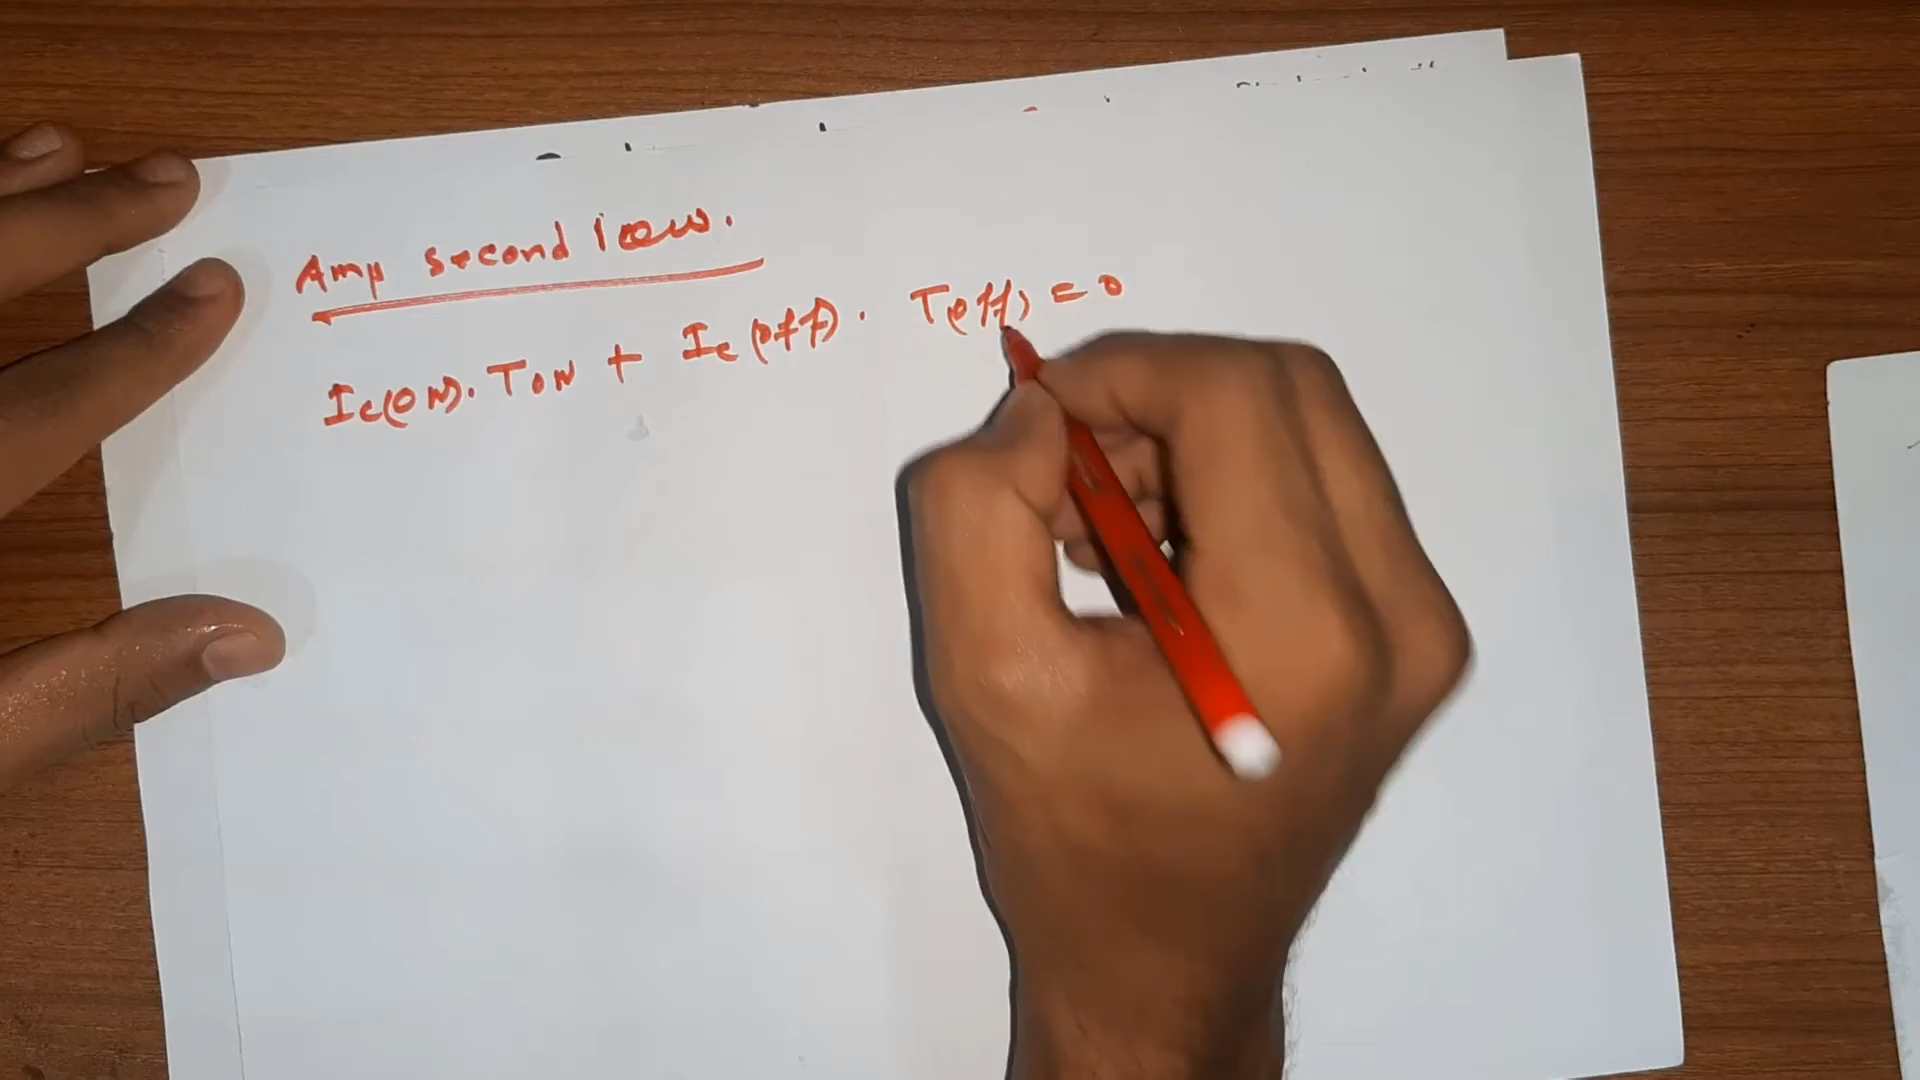 Amp second law.
Ic(ON). TON + Ic(off). T(off) = 0